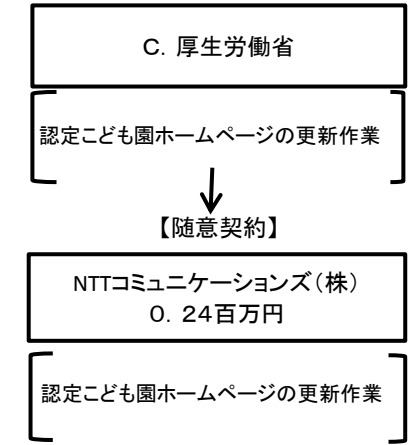 C．厚生労働省
認定こども園ホームページの更新作業
【随意契約】
NTTコミュニケーションズ（株）
０．２４百万円
認定こども園ホームページの更新作業